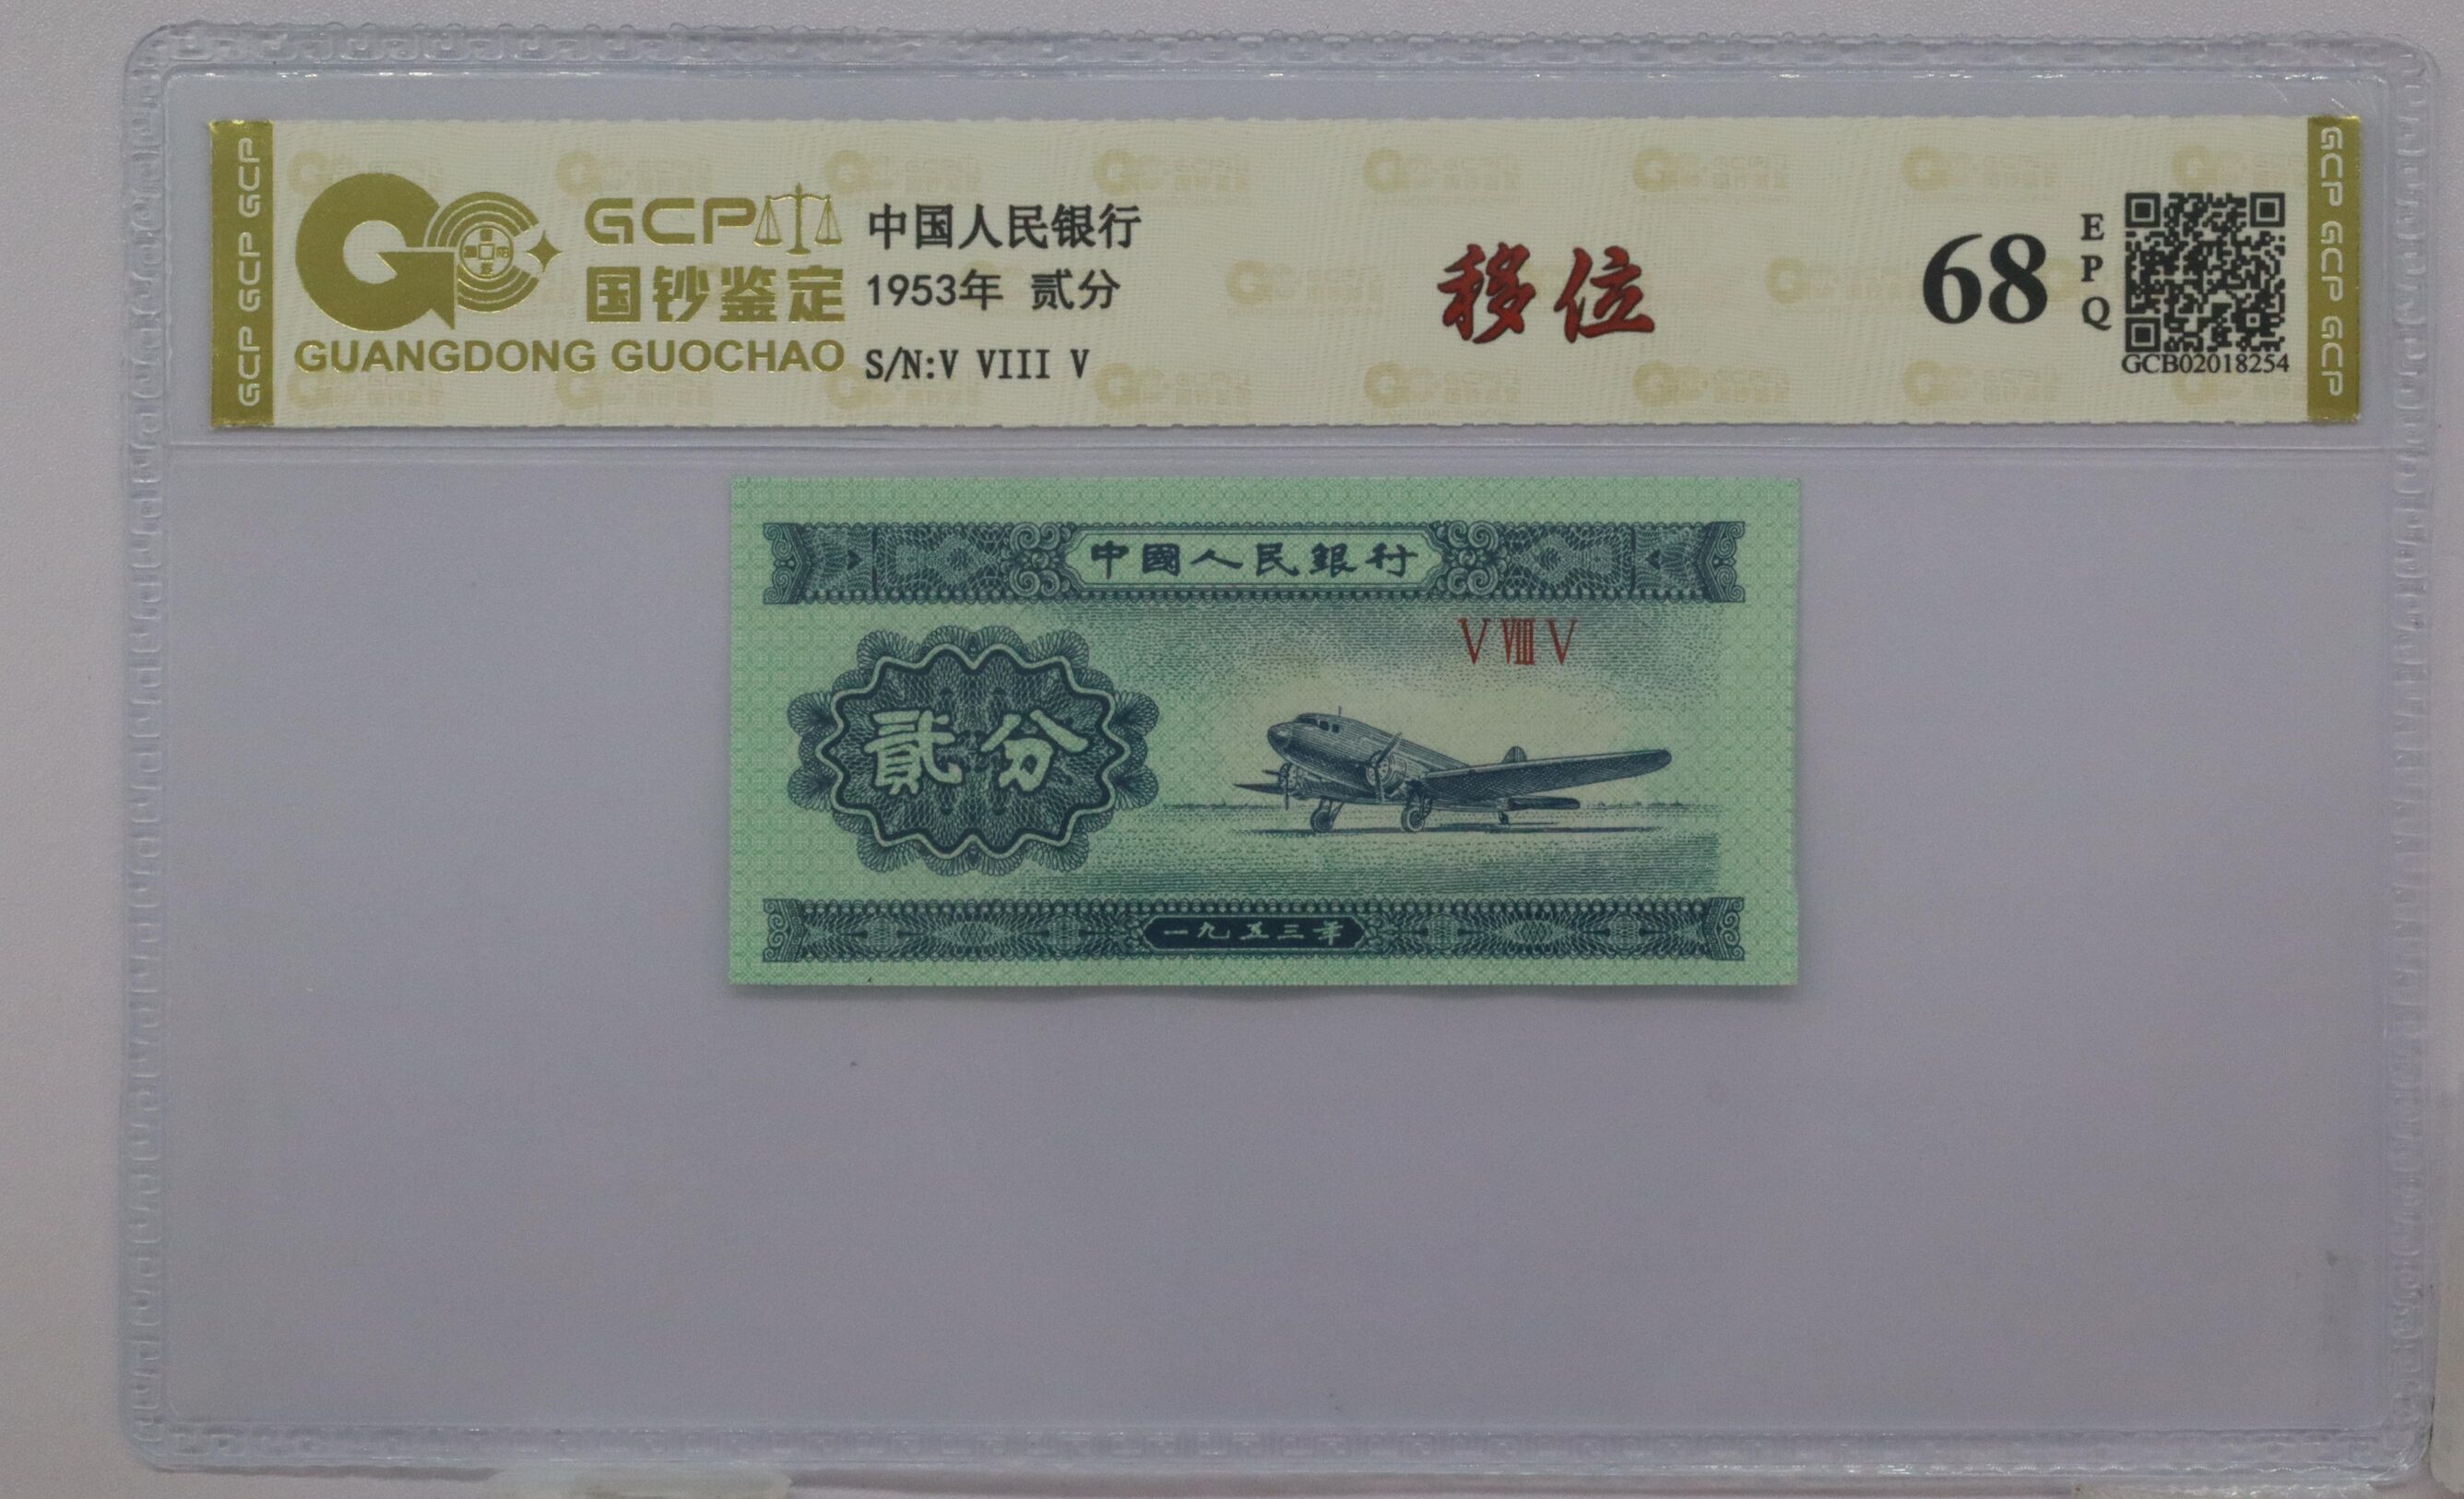 GCP GCP GCP
GCP
国钞鉴定
GUANGDONG GUOCHAO
中国人民银行
1953年 贰分
S/N:V VIII V
移位
68
EPQ
GCB02018254
GCP GCP GCP
中國人民銀行
V VIII V
貳分
一九五三年